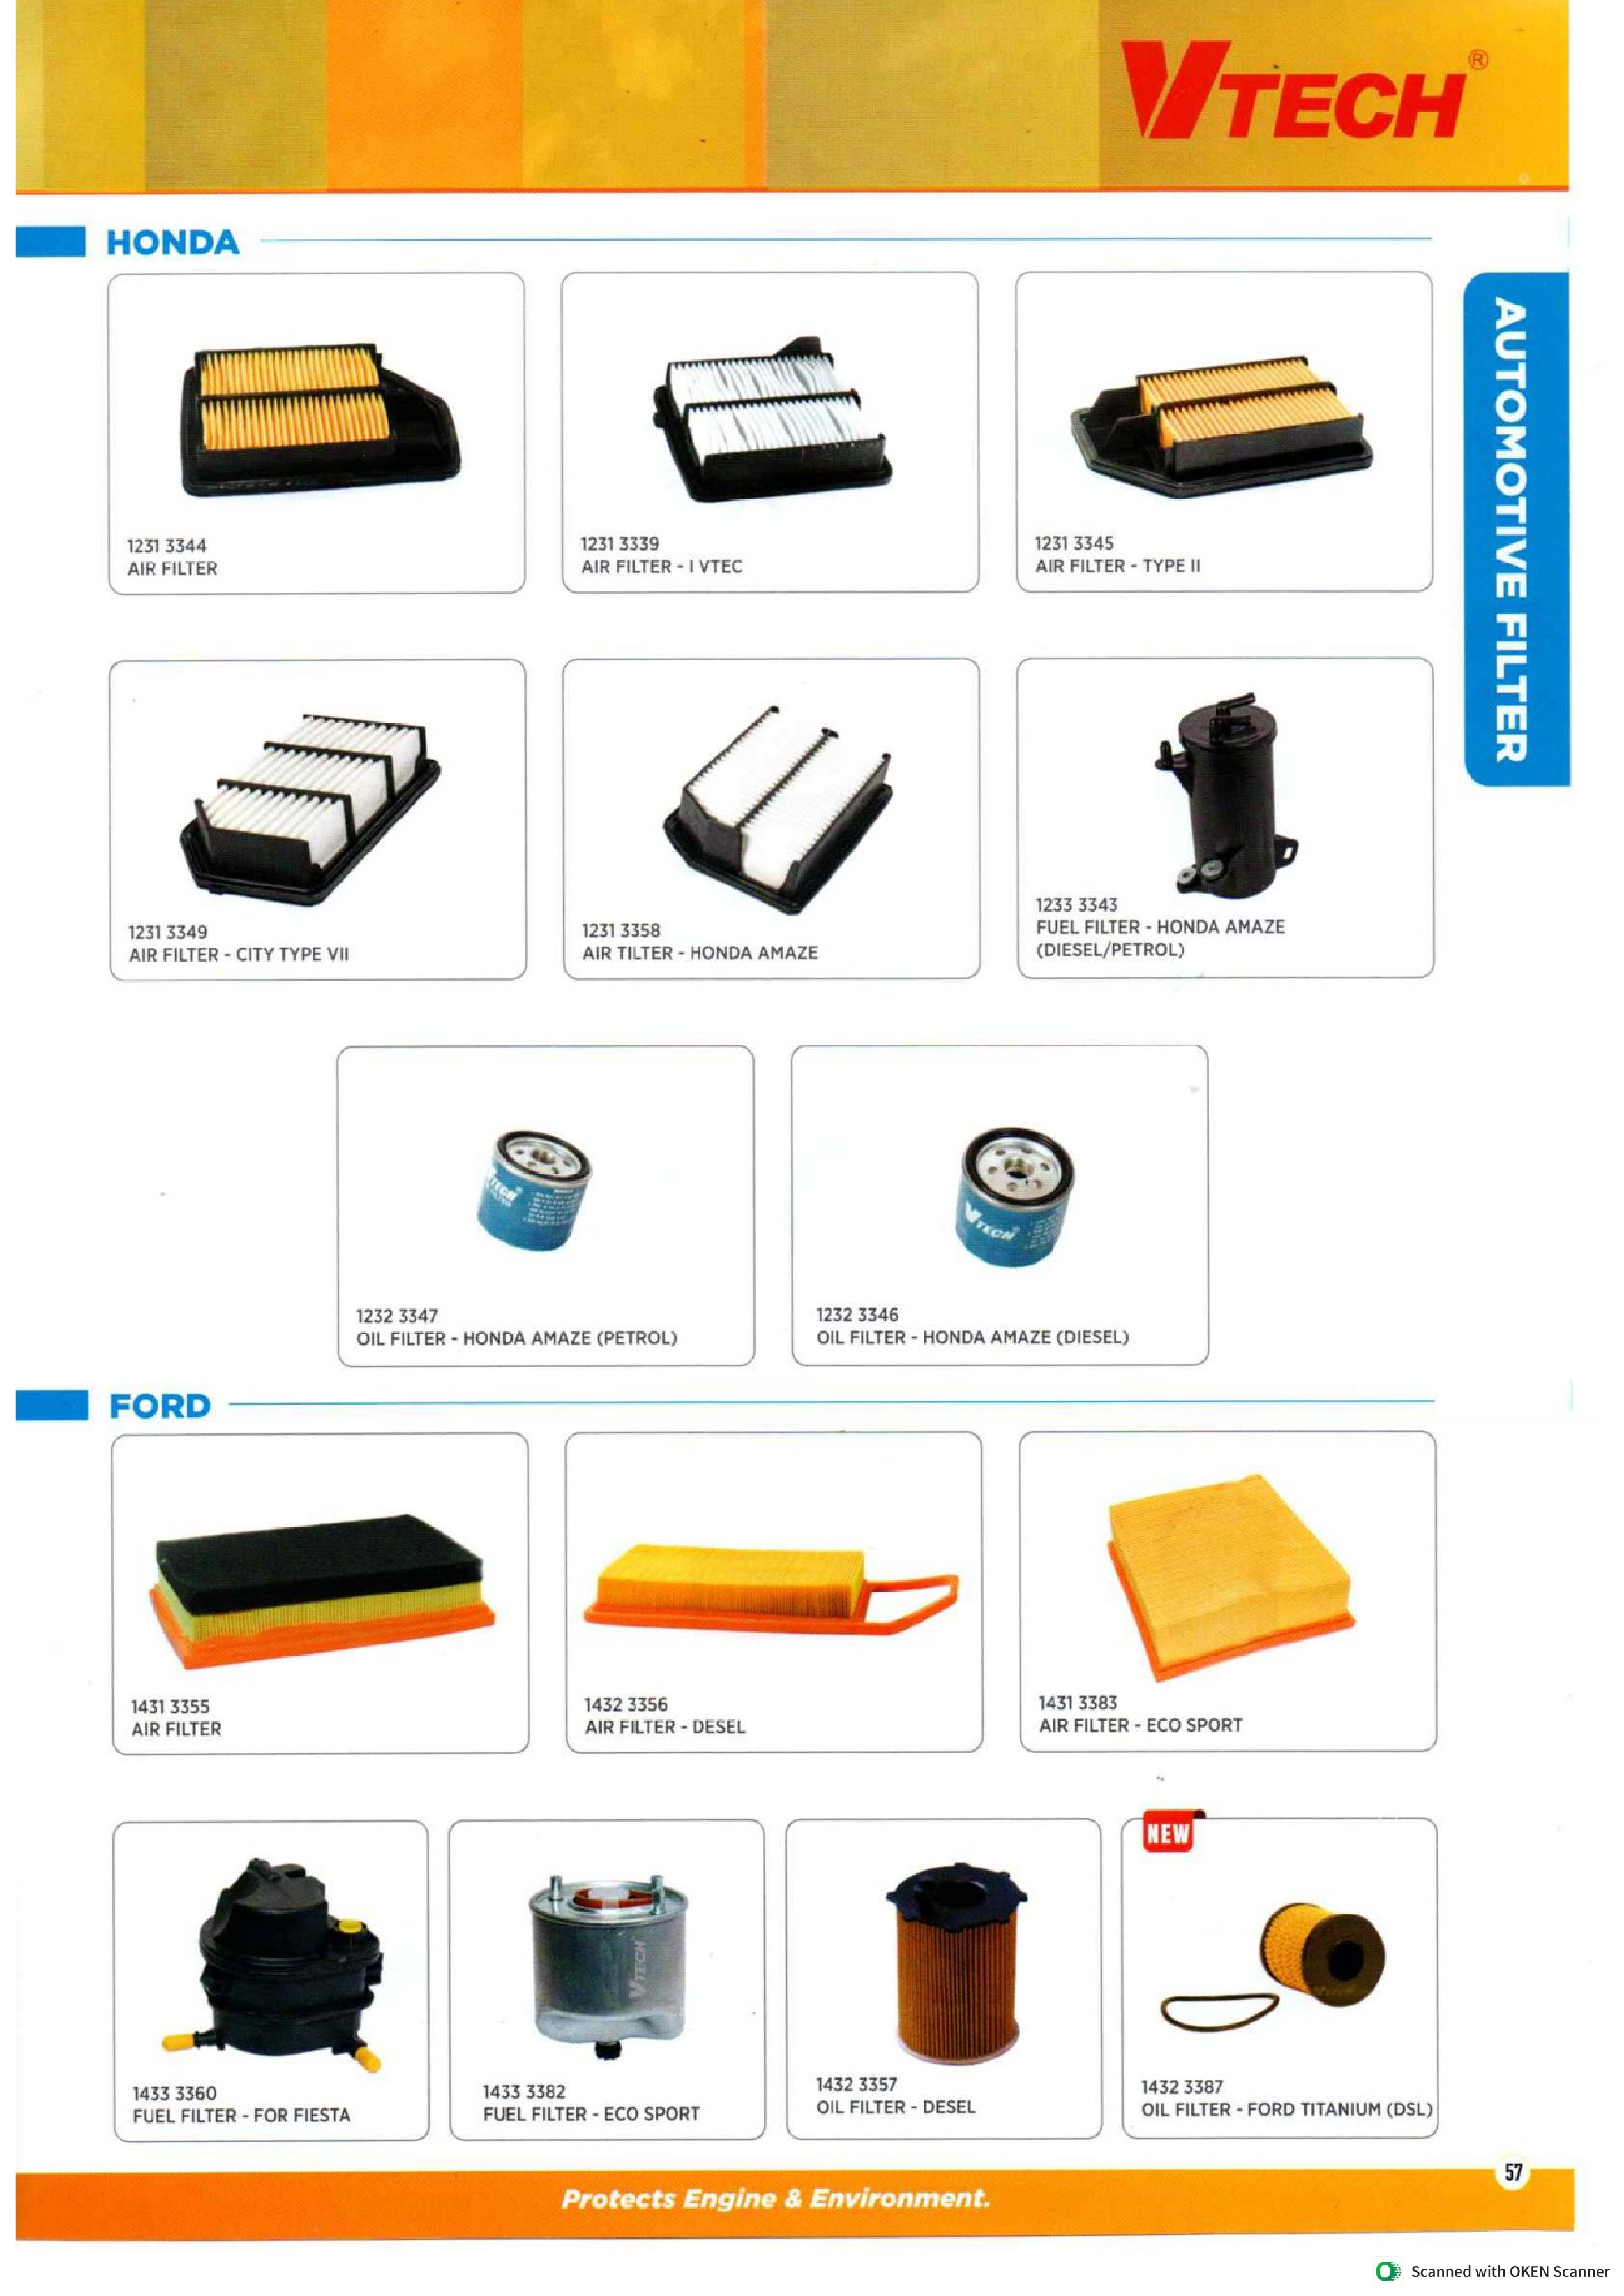 VTECH®
HONDA
AUTOMOTIVE FILTER
1231 3344
AIR FILTER
1231 3339
AIR FILTER - I VTEC
1231 3345
AIR FILTER - TYPE II
1231 3349
AIR FILTER - CITY TYPE VII
1231 3358
AIR TILTER - HONDA AMAZE
1233 3343
FUEL FILTER - HONDA AMAZE
(DIESEL/PETROL)
TECH
VTECH
1232 3347
OIL FILTER - HONDA AMAZE (PETROL)
1232 3346
OIL FILTER - HONDA AMAZE (DIESEL)
FORD
1431 3355
AIR FILTER
1432 3356
AIR FILTER - DESEL
1431 3383
AIR FILTER - ECO SPORT
NEW
VTECH
1433 3360
FUEL FILTER - FOR FIESTA
1433 3382
FUEL FILTER - ECO SPORT
1432 3357
OIL FILTER - DESEL
1432 3387
OIL FILTER - FORD TITANIUM (DSL)
57
Protects Engine & Environment.
Scanned with OKEN Scanner